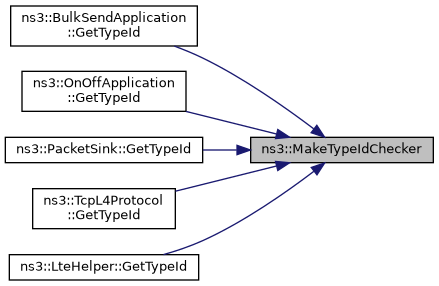 ns3::BulkSendApplication
::GetTypeId
ns3::OnOffApplication
::GetTypeId
ns3::PacketSink::GetTypeId
ns3::MakeTypeIdChecker
ns3::TcpL4Protocol
::GetTypeId
ns3::LteHelper::GetTypeId